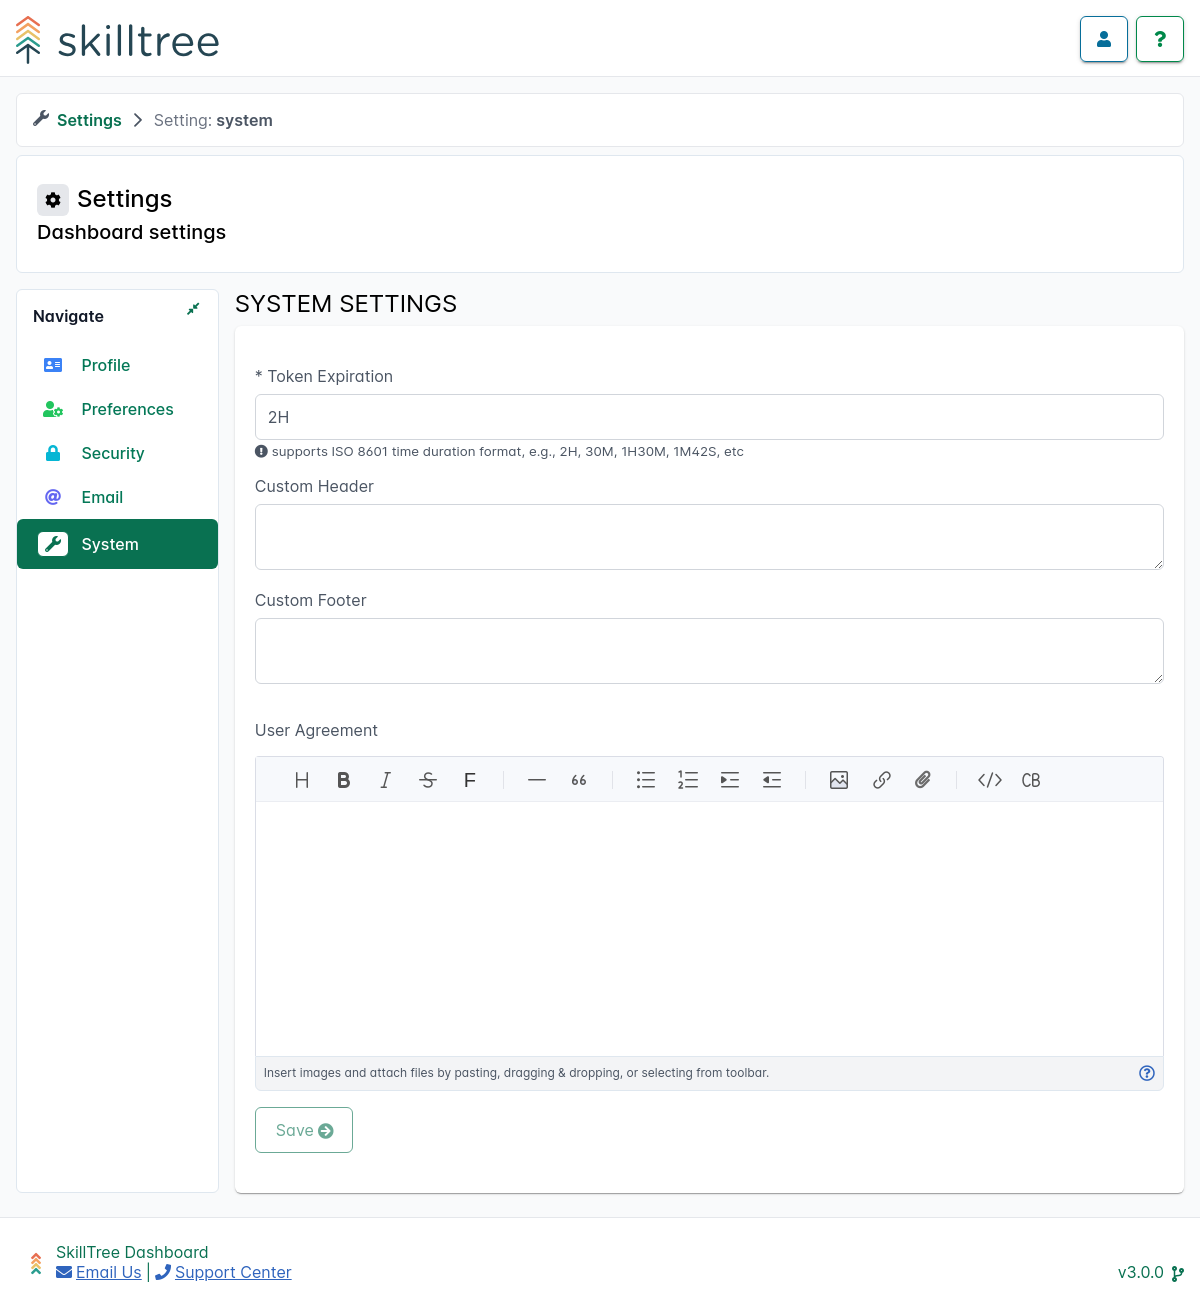 skilltree
Settings
Setting: system
Settings
Dashboard settings
Navigate
Profile
Preferences
Security
Email
System
SYSTEM SETTINGS
* Token Expiration
2H
supports ISO 8601 time duration format, e.g., 2H, 30M, 1H30M, 1M42S, etc
Custom Header
Custom Footer
User Agreement
H B I S F 66 CB
Insert images and attach files by pasting, dragging & dropping, or selecting from toolbar.
Save
SkillTree Dashboard
Email Us | Support Center
v3.0.0